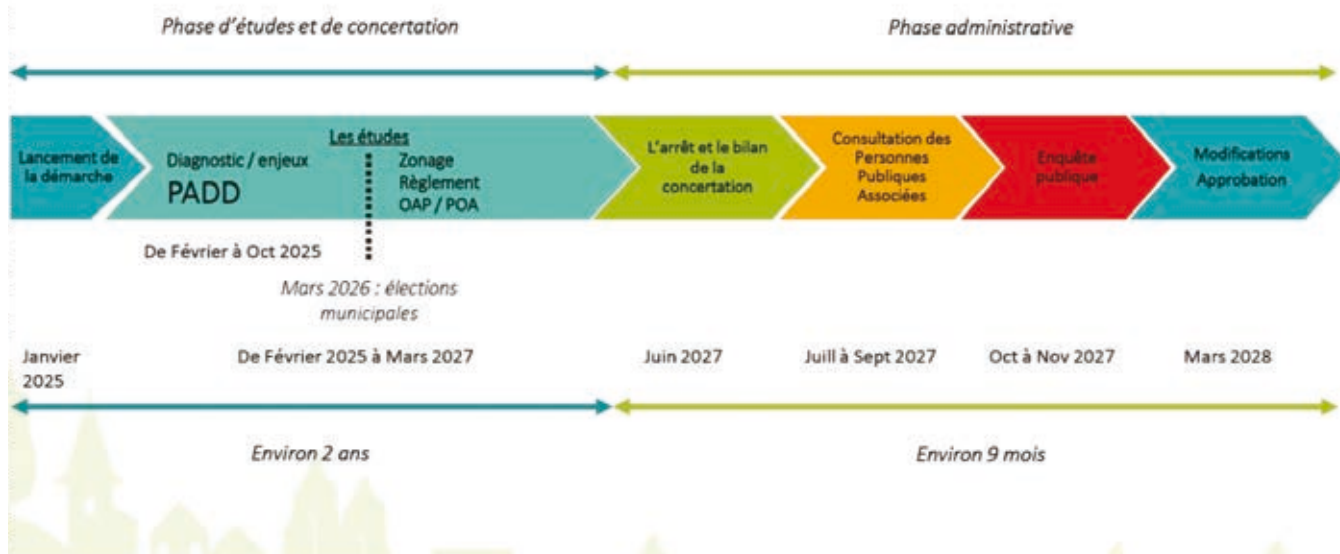 Phase d'études et de concertation
Phase administrative
Lancement de
la démarche
Les études
Diagnostic / enjeux
PADD
Zonage
Règlement
OAP / POA
L'arrêt et le bilan
de la
concertation
Consultation des
Personnes
Publiques
Associées
Enquête
publique
Modifications
Approbation
De Février à Oct 2025
Mars 2026 : élections
municipales
Janvier
2025
De Février 2025 à Mars 2027
Juin 2027
Juill à Sept 2027
Oct à Nov 2027
Mars 2028
Environ 2 ans
Environ 9 mois